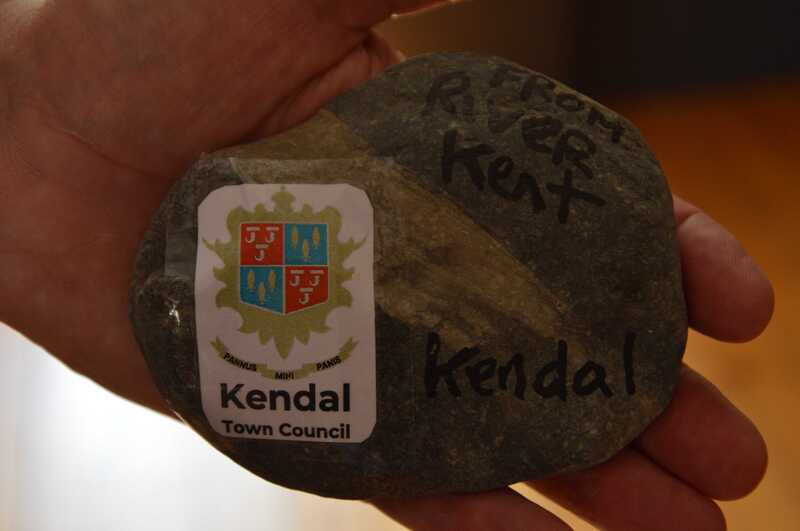 FROM
RiVER
Kent
PANNUS MIHI PANIS
Kendal
Town Council
Kendal